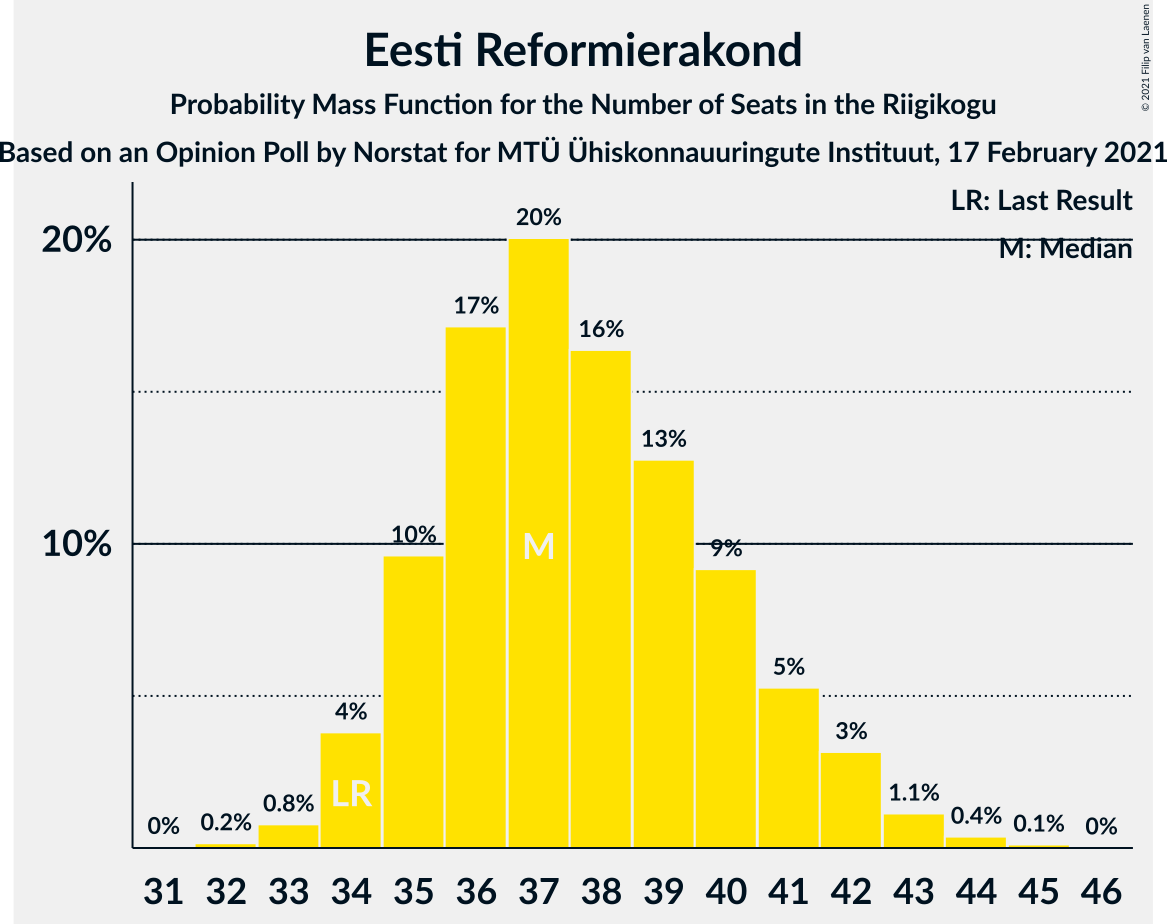 Eesti Reformierakond
Probability Mass Function for the Number of Seats in the Riigikogu
Based on an Opinion Poll by Norstat for MTÜ Ühiskonnauuringute Instituut, 17 February 2021
© 2021 Filip van Laenen
LR: Last Result
M: Median
20%
10%
0%
0.2%
0.8%
4%
10%
17%
20%
16%
13%
9%
5%
3%
1.1%
0.4%
0.1%
0%
LR
M
31 32 33 34 35 36 37 38 39 40 41 42 43 44 45 46